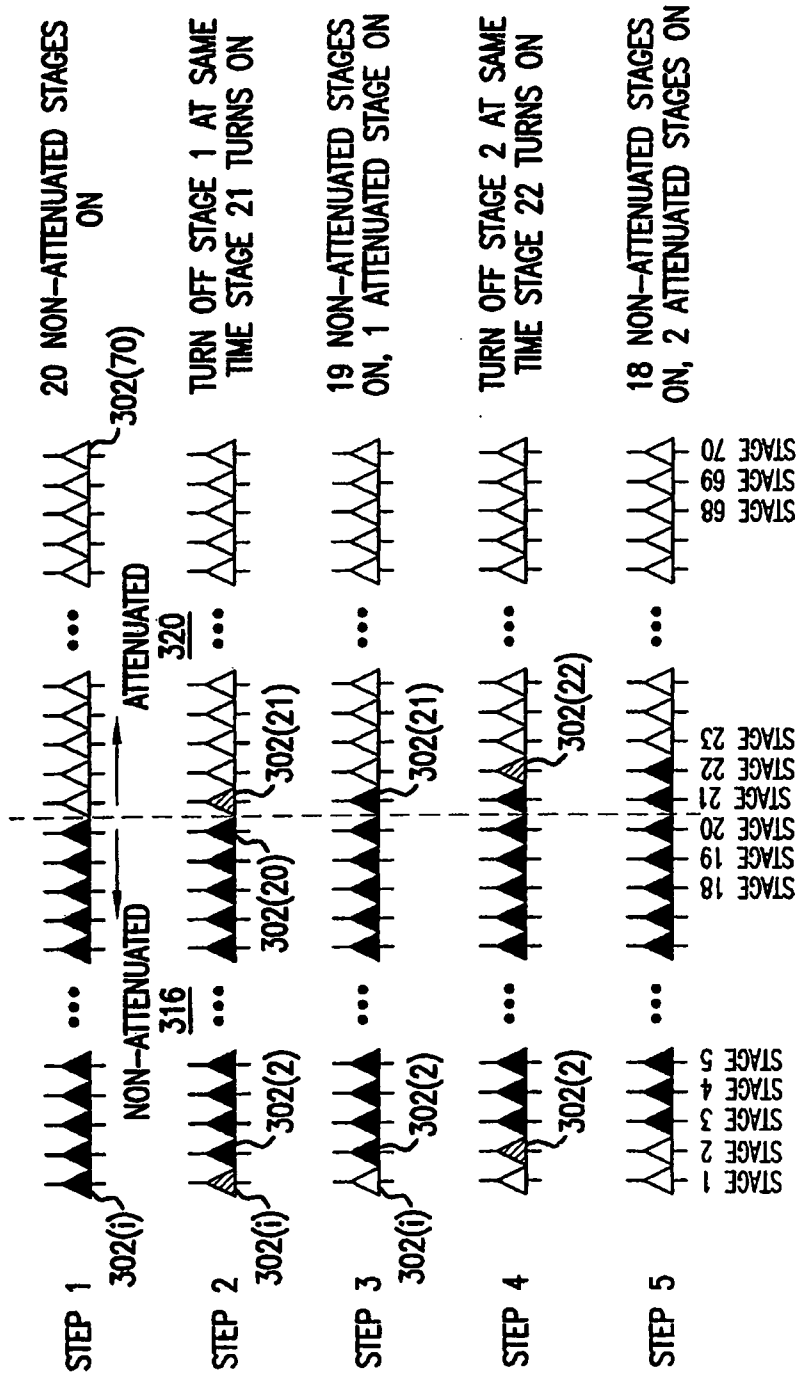 STEP 1
302(i)
NON-ATTENUATED
316
ATTENUATED
320
302(70)
20 NON-ATTENUATED STAGES
ON
STEP 2
302(i)
302(2)
302(20)
302(21)
TURN OFF STAGE 1 AT SAME
TIME STAGE 21 TURNS ON
STEP 3
302(i)
302(2)
302(21)
19 NON-ATTENUATED STAGES
ON, 1 ATTENUATED STAGE ON
STEP 4
302(2)
302(22)
TURN OFF STAGE 2 AT SAME
TIME STAGE 22 TURNS ON
STEP 5
18 NON-ATTENUATED STAGES
ON, 2 ATTENUATED STAGES ON
STAGE 1
STAGE 2
STAGE 3
STAGE 4
STAGE 5
STAGE 18
STAGE 19
STAGE 20
STAGE 21
STAGE 22
STAGE 23
STAGE 68
STAGE 69
STAGE 70